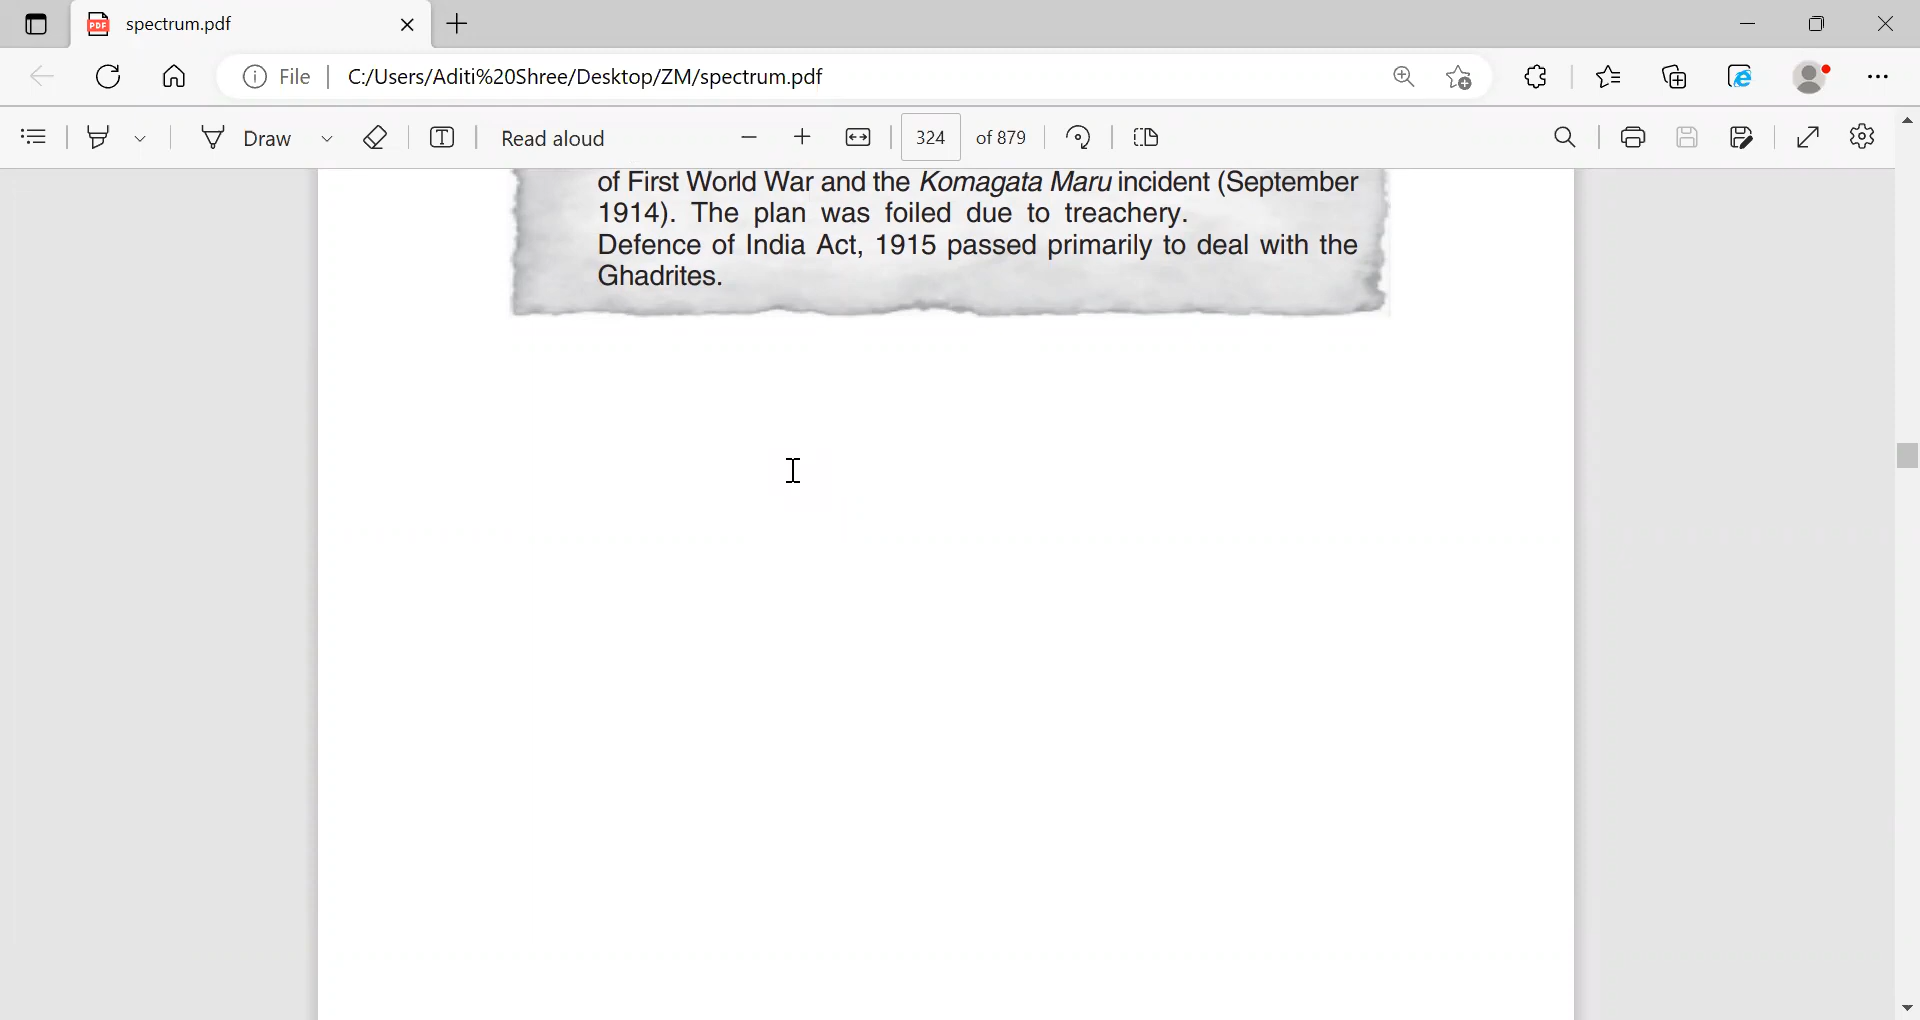 spectrum.pdf
File C:/Users/Aditi%20Shree/Desktop/ZM/spectrum.pdf
Draw Read aloud 324 of 879
of First World War and the Komagata Maru incident (September
1914). The plan was foiled due to treachery.
Defence of India Act, 1915 passed primarily to deal with the
Ghadrites.